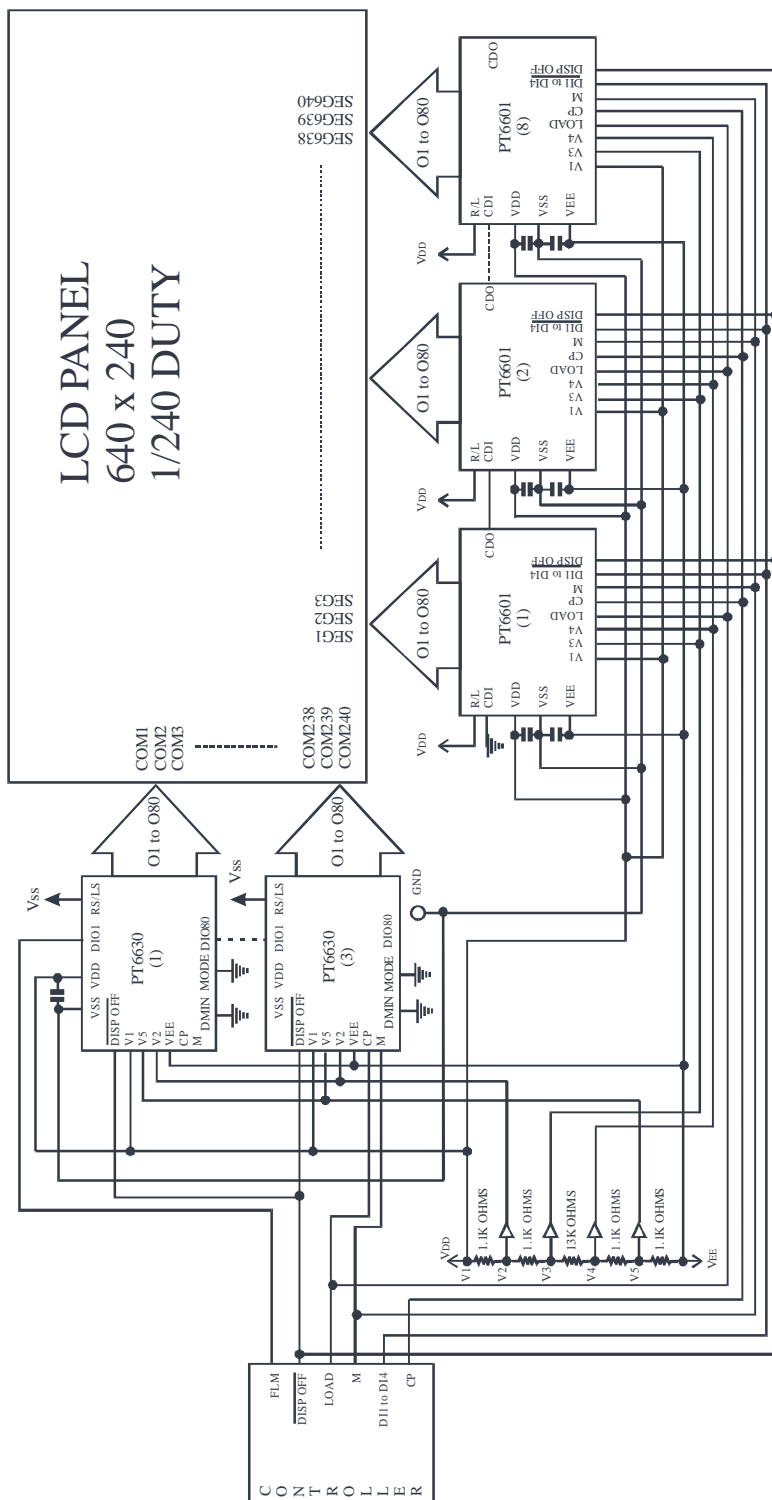 LCD PANEL
640 x 240
1/240 DUTY
SEG640
SEG639
SEG638
SEG3
SEG2
SEG1
COM1
COM2
COM3
COM238
COM239
COM240
O1 to O80
CDO
PT6601
(8)
DISP OFF
DI1 to DI4
M
CP
LOAD
V4
V3
V1
R/L
CDI
VDD
VSS
VEE
VDD
O1 to O80
CDO
PT6601
(2)
DISP OFF
DI1 to DI4
M
CP
LOAD
V4
V3
V1
R/L
CDI
VDD
VSS
VEE
VDD
O1 to O80
CDO
PT6601
(1)
DISP OFF
DI1 to DI4
M
CP
LOAD
V4
V3
V1
R/L
CDI
VDD
VSS
VEE
VDD
O1 to O80
Vss
RS/LS
DIO1
VDD
VSS
PT6630
(1)
DISP OFF
V1
V5
V2
VEE
CP
M
DMIN
MODE
DIO80
O1 to O80
Vss
RS/LS
DIO1
VDD
VSS
PT6630
(3)
DISP OFF
V1
V5
V2
VEE
CP
M
DMIN
MODE
DIO80
GND
VDD
V1
1.1K OHMS
V2
1.1K OHMS
V3
13K OHMS
V4
1.1K OHMS
V5
1.1K OHMS
VEE
FLM
DISP OFF
LOAD
M
DI1 to DI4
CP
CONTROLLER